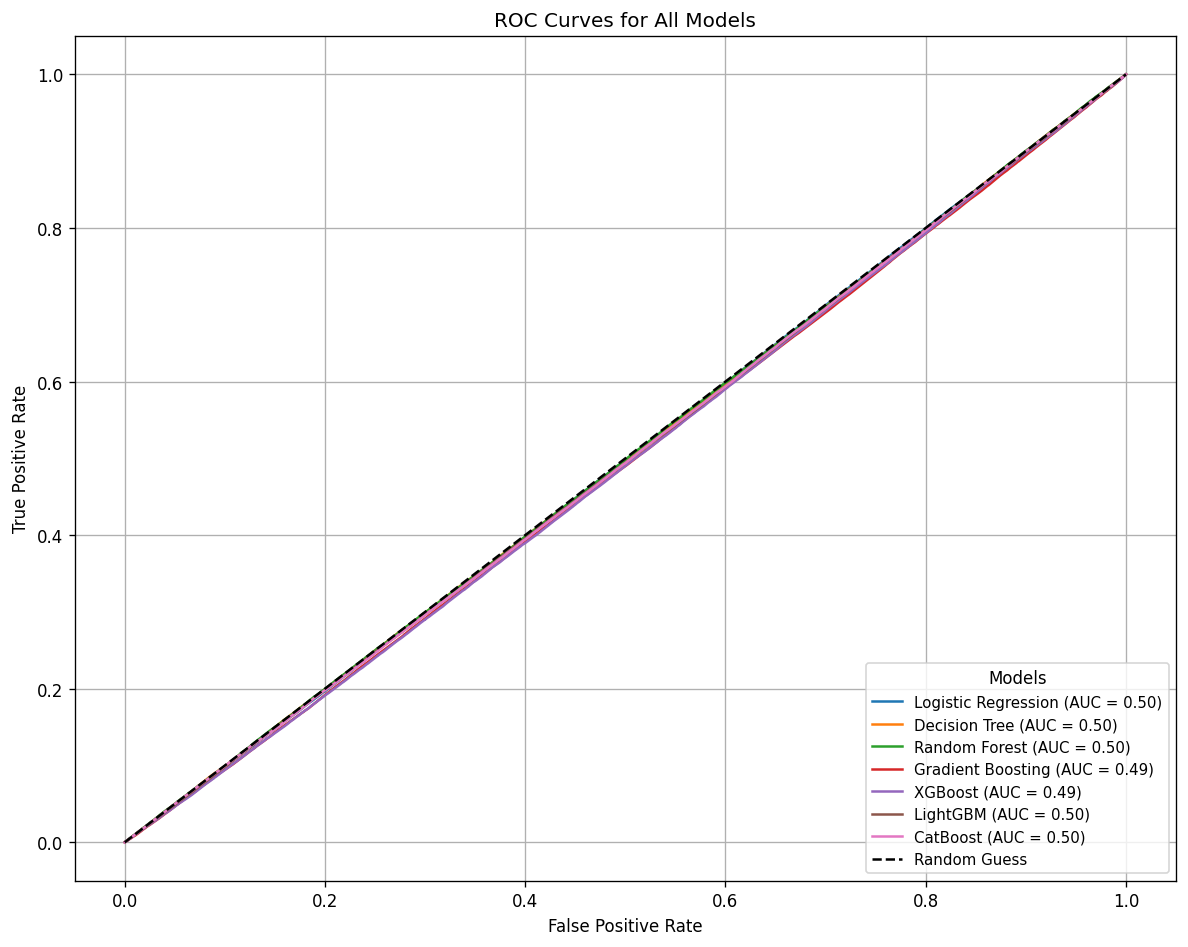 ROC Curves for All Models
1.0
0.8
0.6
0.4
0.2
0.0
True Positive Rate
0.0 0.2 0.4 0.6 0.8 1.0
False Positive Rate
Models
Logistic Regression (AUC = 0.50)
Decision Tree (AUC = 0.50)
Random Forest (AUC = 0.50)
Gradient Boosting (AUC = 0.49)
XGBoost (AUC = 0.49)
LightGBM (AUC = 0.50)
CatBoost (AUC = 0.50)
Random Guess